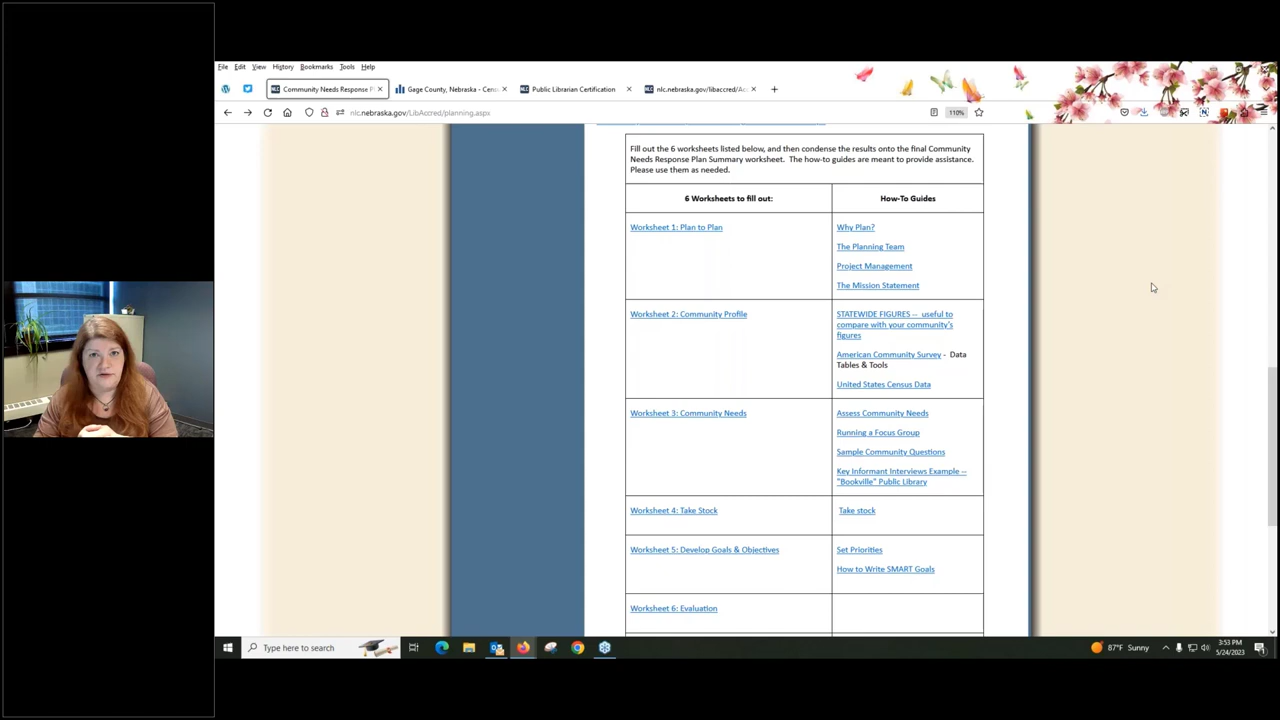 File Edit View History Bookmarks Tools Help
Community Needs Response P
Gage County, Nebraska - Cens
Public Librarian Certification
nlc.nebraska.gov/libaccred/Acc
nlc.nebraska.gov/LibAccred/planning.aspx
110%
Fill out the 6 worksheets listed below, and then condense the results onto the final Community
Needs Response Plan Summary worksheet. The how-to guides are meant to provide assistance.
Please use them as needed.
6 Worksheets to fill out:
How-To Guides
Worksheet 1: Plan to Plan
Why Plan?
The Planning Team
Project Management
The Mission Statement
Worksheet 2: Community Profile
STATEWIDE FIGURES -- useful to
compare with your community's
figures
American Community Survey - Data
Tables & Tools
United States Census Data
Worksheet 3: Community Needs
Assess Community Needs
Running a Focus Group
Sample Community Questions
Key Informant Interviews Example --
"Bookville" Public Library
Worksheet 4: Take Stock
Take stock
Worksheet 5: Develop Goals & Objectives
Set Priorities
How to Write SMART Goals
Worksheet 6: Evaluation
Type here to search
87°F Sunny
3:53 PM
5/24/2023